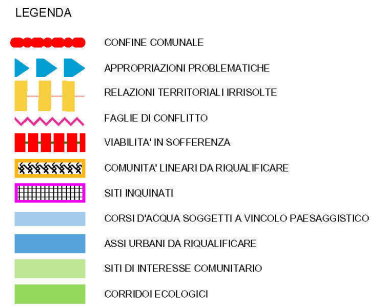 LEGENDA
CONFINE COMUNALE
APPROPRIAZIONI PROBLEMATICHE
RELAZIONI TERRITORIALI IRRISOLTE
FAGLIE DI CONFLITTO
VIABILITA' IN SOFFERENZA
COMUNITA' LINEARI DA RIQUALIFICARE
SITI INQUINATI
CORSI D'ACQUA SOGGETTI A VINCOLO PAESAGGISTICO
ASSI URBANI DA RIQUALIFICARE
SITI DI INTERESSE COMUNITARIO
CORRIDOI ECOLOGICI